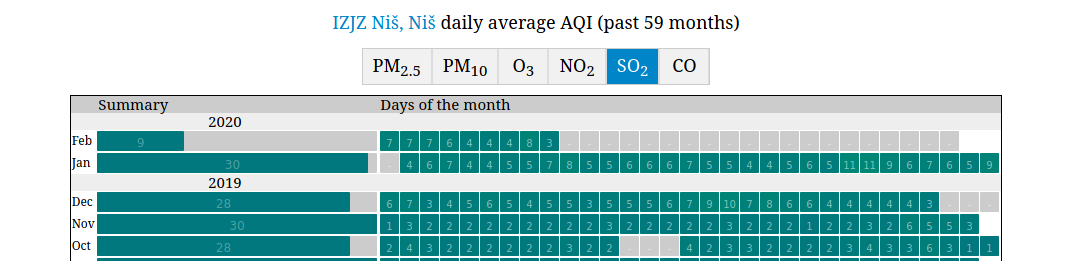 IZJZ Niš, Niš daily average AQI (past 59 months)
PM2.5 PM10 O3 NO2 SO2 CO
Summary Days of the month
2020
Feb 9 7 7 7 6 4 4 4 8 3 - - - - - - - - - - - - - - - - - - - -
Jan 30 - 4 6 7 4 4 5 5 7 8 5 5 6 6 6 7 5 5 4 4 5 6 5 11 11 9 6 7 6 5 9
2019
Dec 28 6 7 3 4 5 6 5 4 5 5 3 5 5 6 5 6 7 9 10 7 8 6 6 4 4 4 4 4 3 - - -
Nov 30 1 3 2 2 2 2 2 2 2 2 2 3 2 2 2 2 3 2 2 2 2 1 2 2 3 2 6 5 5 3
Oct 28 2 4 3 2 2 2 2 2 2 3 2 2 - - - 4 2 3 3 2 2 2 2 3 4 3 3 6 3 1 1